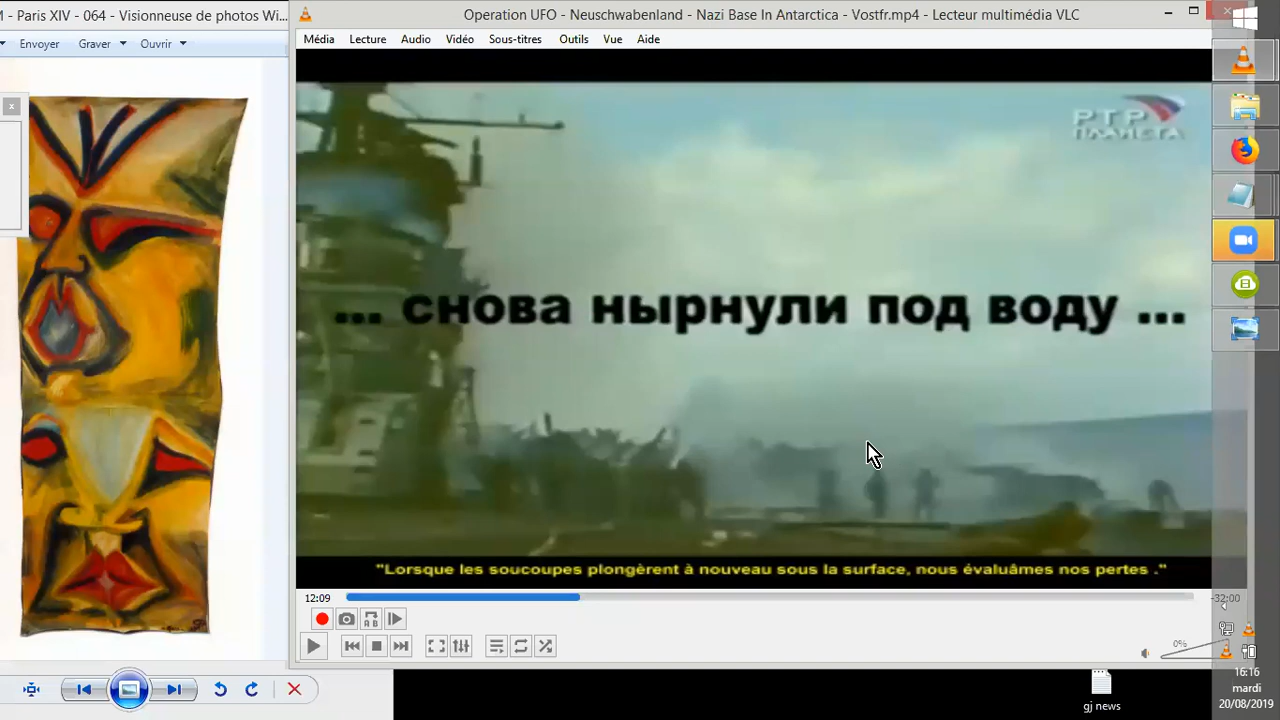 - Paris XIV - 064 - Visionneuse de photos Wi...
Envoyer Graver Ouvrir
x
Operation UFO - Neuschwabenland - Nazi Base In Antarctica - Vostfr.mp4 - Lecteur multimédia VLC
Média Lecture Audio Vidéo Sous-titres Outils Vue Aide
РТР
ПЛАНЕТА
... снова нырнули под воду ...
"Lorsque les soucoupes plongèrent à nouveau sous la surface, nous évaluâmes nos pertes ."
12:09
-32:00
A B
0%
gj news
16:16
mardi
20/08/2019